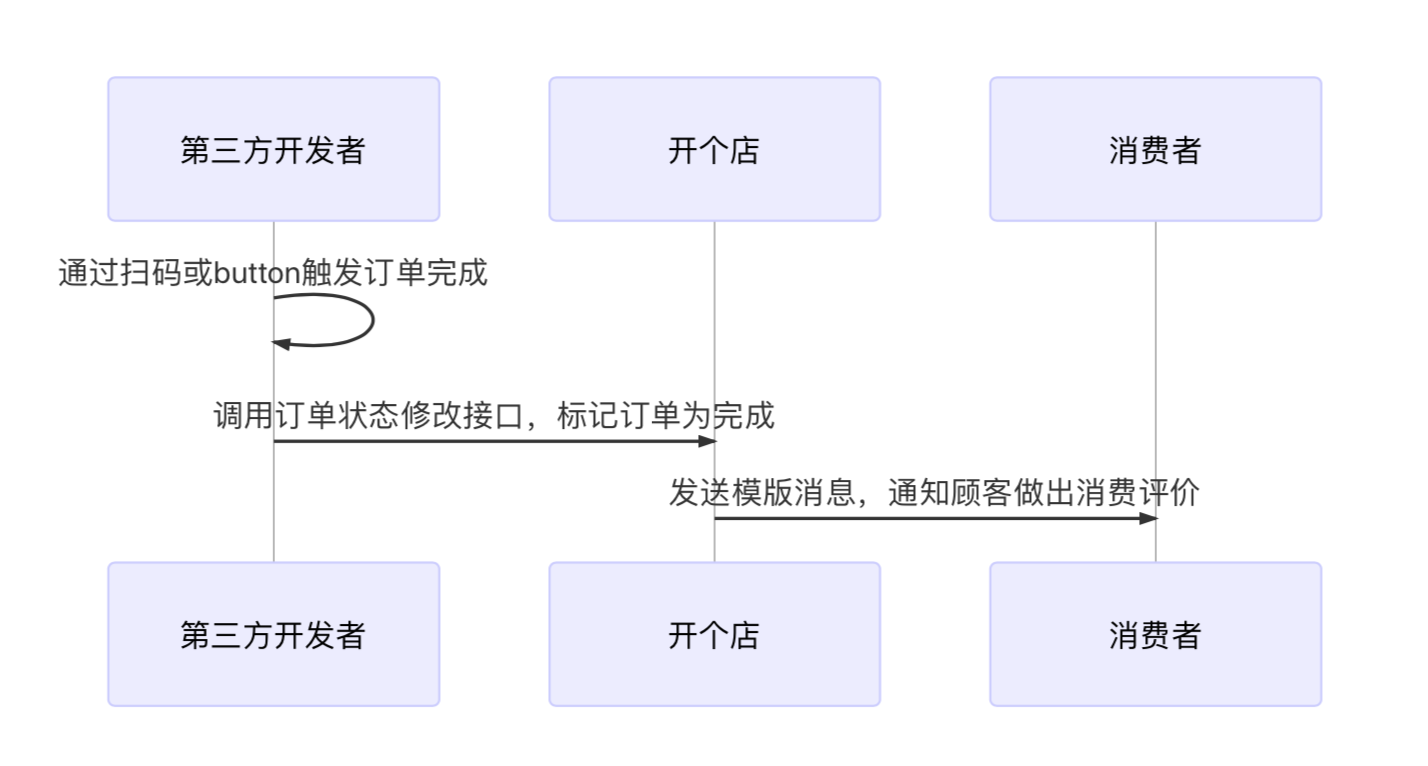 第三方开发者
开个店
消费者
通过扫码或button触发订单完成
调用订单状态修改接口，标记订单为完成
发送模版消息，通知顾客做出消费评价
第三方开发者
开个店
消费者